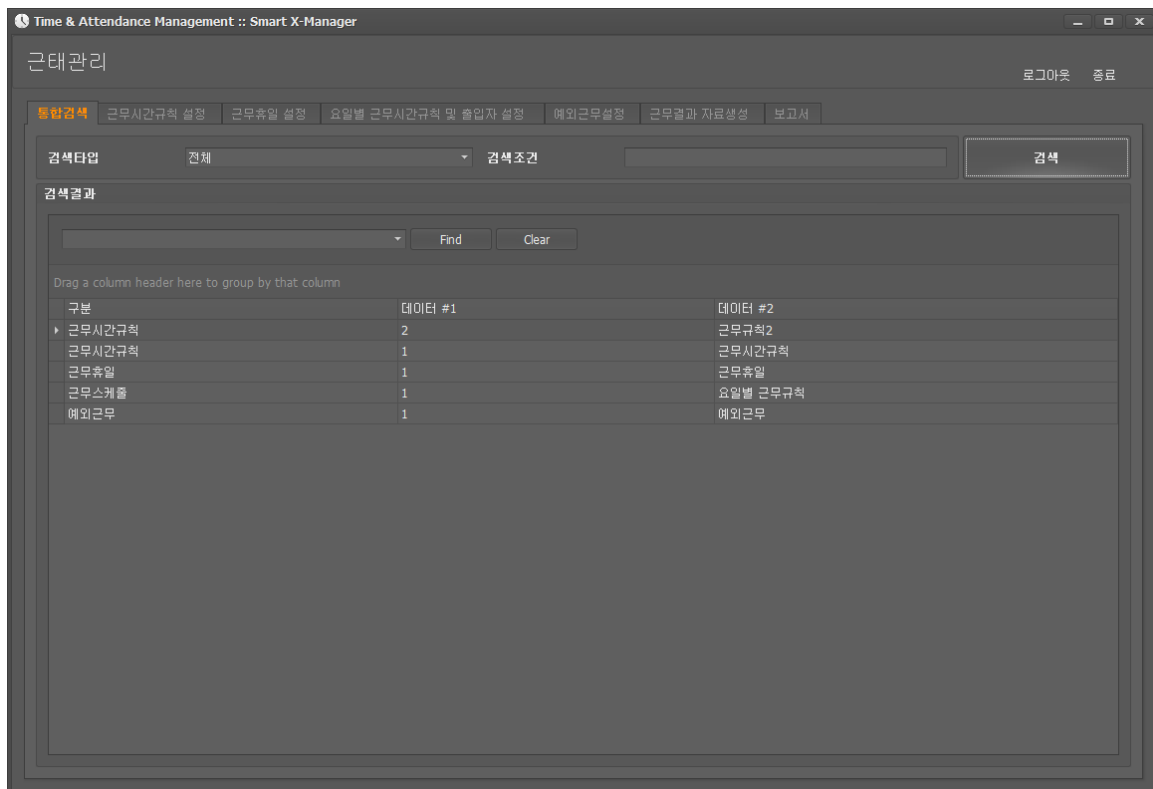 Time & Attendance Management :: Smart X-Manager
근태관리
로그아웃 종료
통합검색 근무시간규칙 설정 근무휴일 설정 요일별 근무시간규칙 및 출입자 설정 예외근무설정 근무결과 자료생성 보고서
검색타입 전체 검색조건 검색
검색결과
Find Clear
Drag a column header here to group by that column
구분 데이터 #1 데이터 #2
근무시간규칙 2 근무규칙2
근무시간규칙 1 근무시간규칙
근무휴일 1 근무휴일
근무스케줄 1 요일별 근무규칙
예외근무 1 예외근무